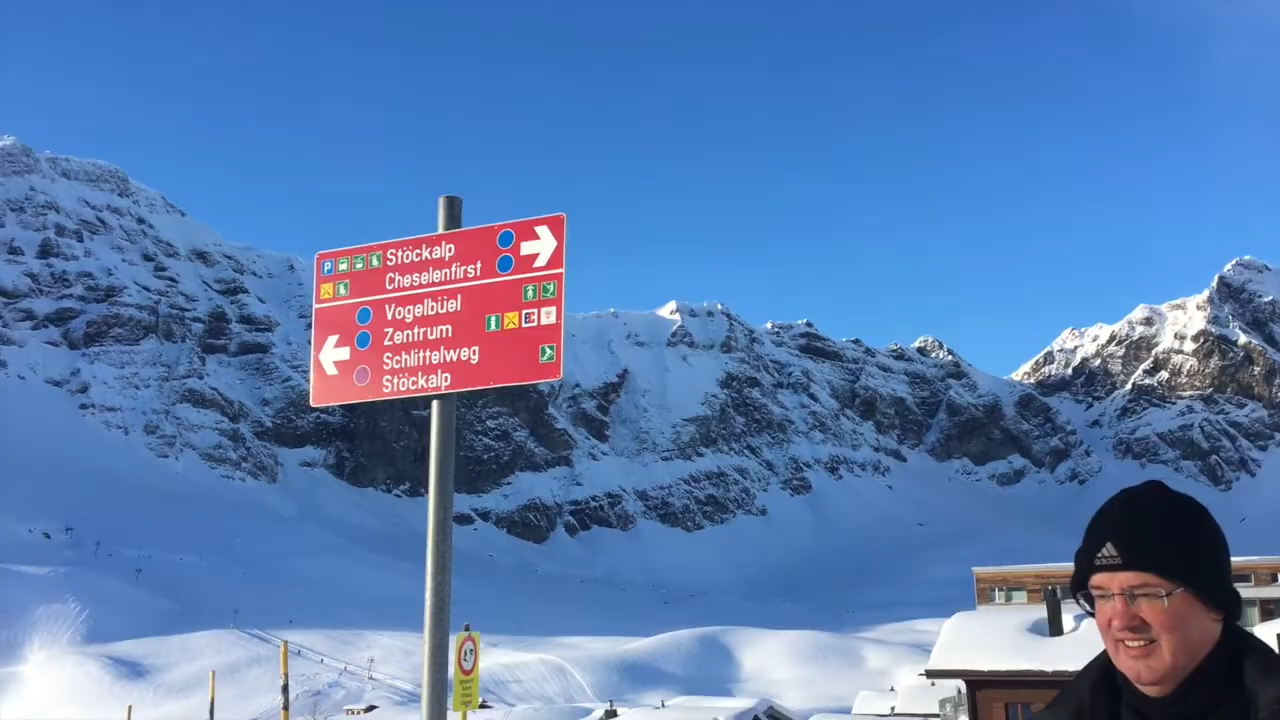 P
Stöckalp
Cheselenfirst
Vogelbüel
Zentrum
Schlittelweg
Stöckalp
adidas